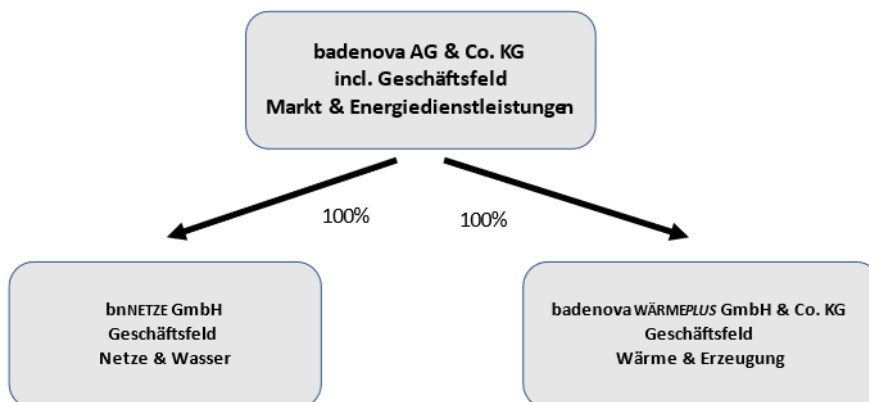 badenova AG & Co. KG
incl. Geschäftsfeld
Markt & Energiedienstleistungen
100%
100%
bnNETZE GmbH
Geschäftsfeld
Netze & Wasser
badenova WÄRMEPLUS GmbH & Co. KG
Geschäftsfeld
Wärme & Erzeugung